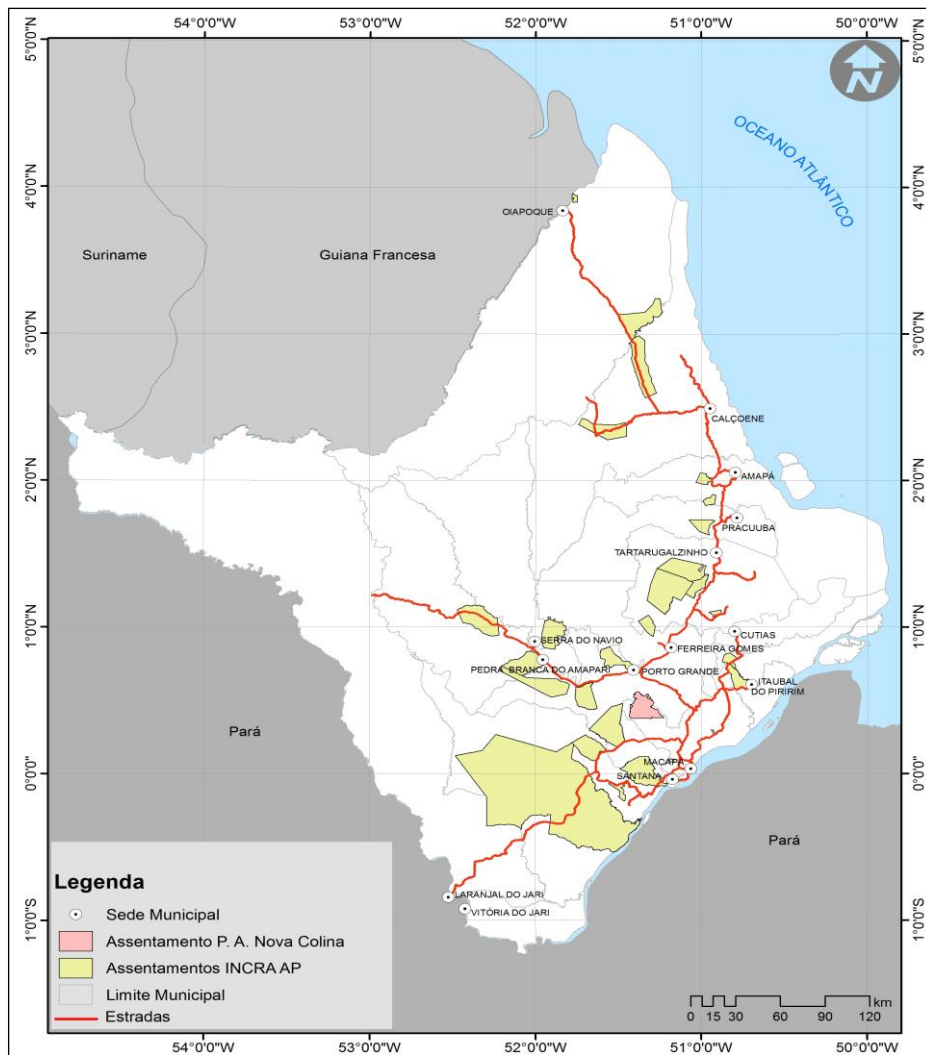 54°0'0"W 53°0'0"W 52°0'0"W 51°0'0"W 50°0'0"W
5°0'0"N 5°0'0"N
N
OCEANO ATLÂNTICO
4°0'0"N 4°0'0"N
OIAPOQUE
Suriname
Guiana Francesa
3°0'0"N 3°0'0"N
CALÇOENE
2°0'0"N 2°0'0"N
AMAPÁ
PRACUUBA
TARTARUGALZINHO
1°0'0"N 1°0'0"N
CUTIAS
SERRA DO NAVIO
FERREIRA GOMES
PEDRA BRANCA DO AMAPARI
PORTO GRANDE
ITAUBAL
DO PIRIRIM
Pará
0°0'0" 0°0'0"
MACAPÁ
SANTANA
Pará
LARANJAL DO JARI
VITÓRIA DO JARI
1°0'0"S 1°0'0"S
Legenda
Sede Municipal
Assentamento P. A. Nova Colina
Assentamentos INCRA AP
Limite Municipal
Estradas
km
0 15 30 60 90 120
54°0'0"W 53°0'0"W 52°0'0"W 51°0'0"W 50°0'0"W